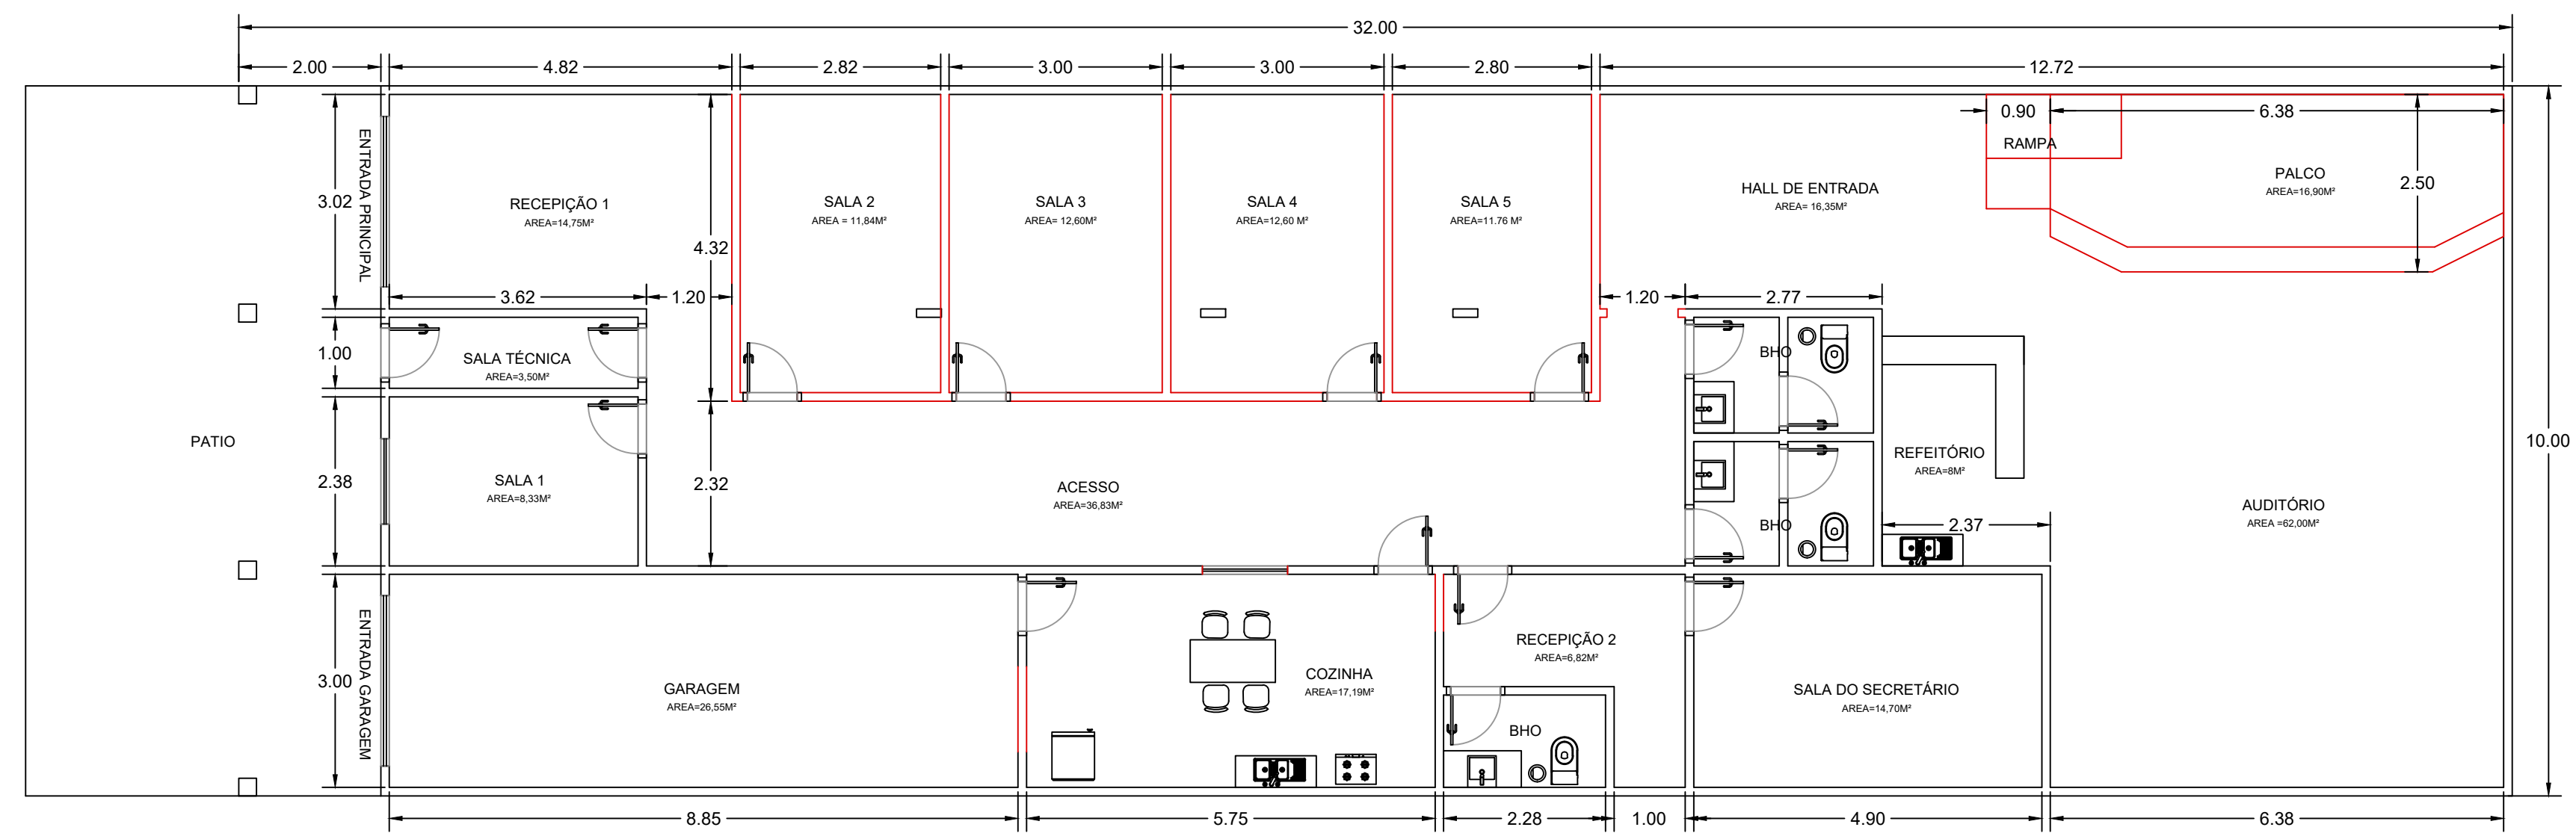 32.00
2.00
4.82
2.82
3.00
3.00
2.80
12.72
0.90
6.38
RAMPA
PALCO
AREA=16,90M²
2.50
ENTRADA PRINCIPAL
3.02
RECEPIÇÃO 1
AREA=14,75M²
SALA 2
AREA = 11,84M²
SALA 3
AREA= 12,60M²
SALA 4
AREA=12,60 M²
SALA 5
AREA=11.76 M²
HALL DE ENTRADA
AREA= 16,35M²
4.32
3.62
1.20
1.20
2.77
1.00
SALA TÉCNICA
AREA=3,50M²
BHO
PATIO
10.00
2.38
SALA 1
AREA=8,33M²
2.32
ACESSO
AREA=36,83M²
REFEITÓRIO
AREA=8M²
AUDITÓRIO
AREA =62,00M²
BHO
2.37
ENTRADA GARAGEM
3.00
GARAGEM
AREA=26,55M²
COZINHA
AREA=17,19M²
RECEPIÇÃO 2
AREA=6,82M²
BHO
SALA DO SECRETÁRIO
AREA=14,70M²
8.85
5.75
2.28
1.00
4.90
6.38